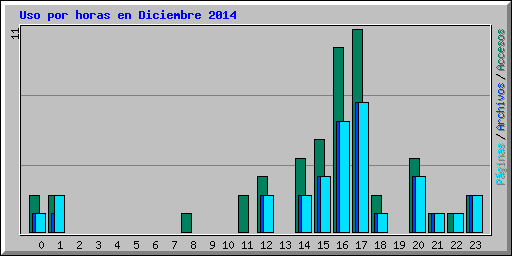 Uso por horas en Diciembre 2014
11
Páginas / Archivos / Accesos
0 1 2 3 4 5 6 7 8 9 10 11 12 13 14 15 16 17 18 19 20 21 22 23